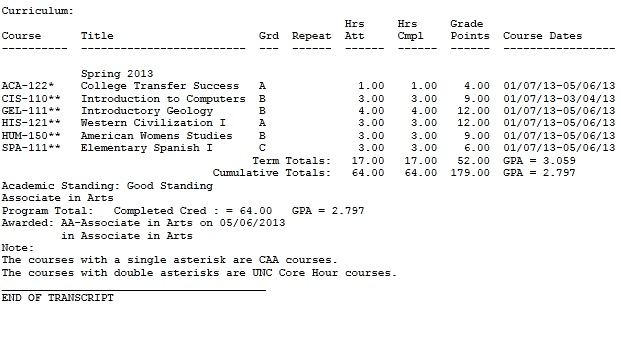 Curriculum:
                                                    Hrs     Hrs     Grade
Course      Title                      Grd  Repeat  Att     Cmpl    Points  Course Dates
----------  -------------------------  ---  ------  ------  ------  ------  -----------------
            Spring 2013
ACA-122*    College Transfer Success   A              1.00    1.00    4.00  01/07/13-05/06/13
CIS-110**   Introduction to Computers  B              3.00    3.00    9.00  01/07/13-03/04/13
GEL-111**   Introductory Geology       B              4.00    4.00   12.00  01/07/13-05/06/13
HIS-121**   Western Civilization I     A              3.00    3.00   12.00  01/07/13-05/06/13
HUM-150**   American Womens Studies    B              3.00    3.00    9.00  01/07/13-05/06/13
SPA-111**   Elementary Spanish I       C              3.00    3.00    6.00  01/07/13-05/06/13
                                      Term Totals:   17.00   17.00   52.00  GPA = 3.059
                                Cumulative Totals:   64.00   64.00  179.00  GPA = 2.797
Academic Standing: Good Standing
Associate in Arts
Program Total:   Completed Cred : = 64.00   GPA = 2.797
Awarded: AA-Associate in Arts on 05/06/2013
         in Associate in Arts
Note:
The courses with a single asterisk are CAA courses.
The courses with double asterisks are UNC Core Hour courses.
________________________________________
END OF TRANSCRIPT